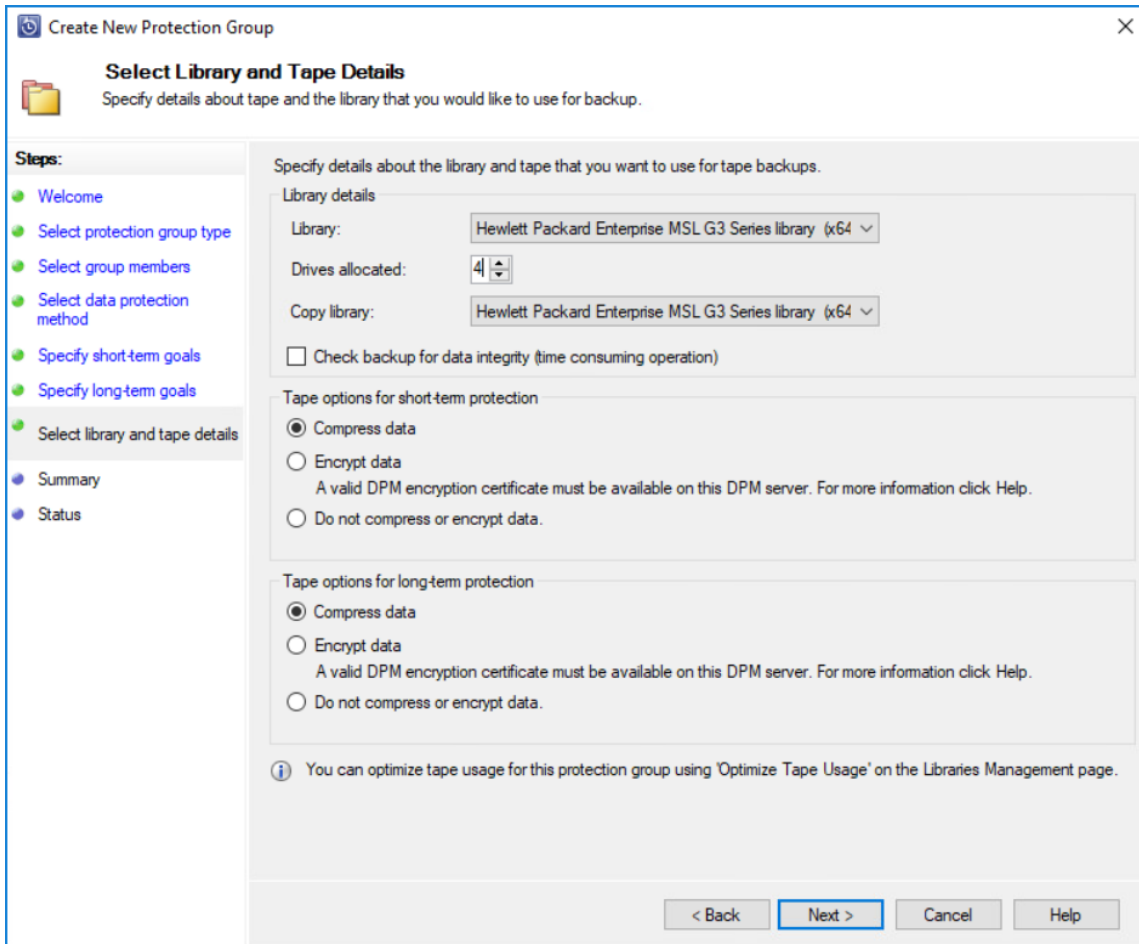 Create New Protection Group
Select Library and Tape Details
Specify details about tape and the library that you would like to use for backup.
Steps:
Welcome
Select protection group type
Select group members
Select data protection
method
Specify short-term goals
Specify long-term goals
Select library and tape details
Summary
Status
Specify details about the library and tape that you want to use for tape backups.
Library details
Library: Hewlett Packard Enterprise MSL G3 Series library (x64
Drives allocated: 4
Copy library: Hewlett Packard Enterprise MSL G3 Series library (x64
Check backup for data integrity (time consuming operation)
Tape options for short-term protection
Compress data
Encrypt data
A valid DPM encryption certificate must be available on this DPM server. For more information click Help.
Do not compress or encrypt data.
Tape options for long-term protection
Compress data
Encrypt data
A valid DPM encryption certificate must be available on this DPM server. For more information click Help.
Do not compress or encrypt data.
You can optimize tape usage for this protection group using 'Optimize Tape Usage' on the Libraries Management page.
< Back Next > Cancel Help